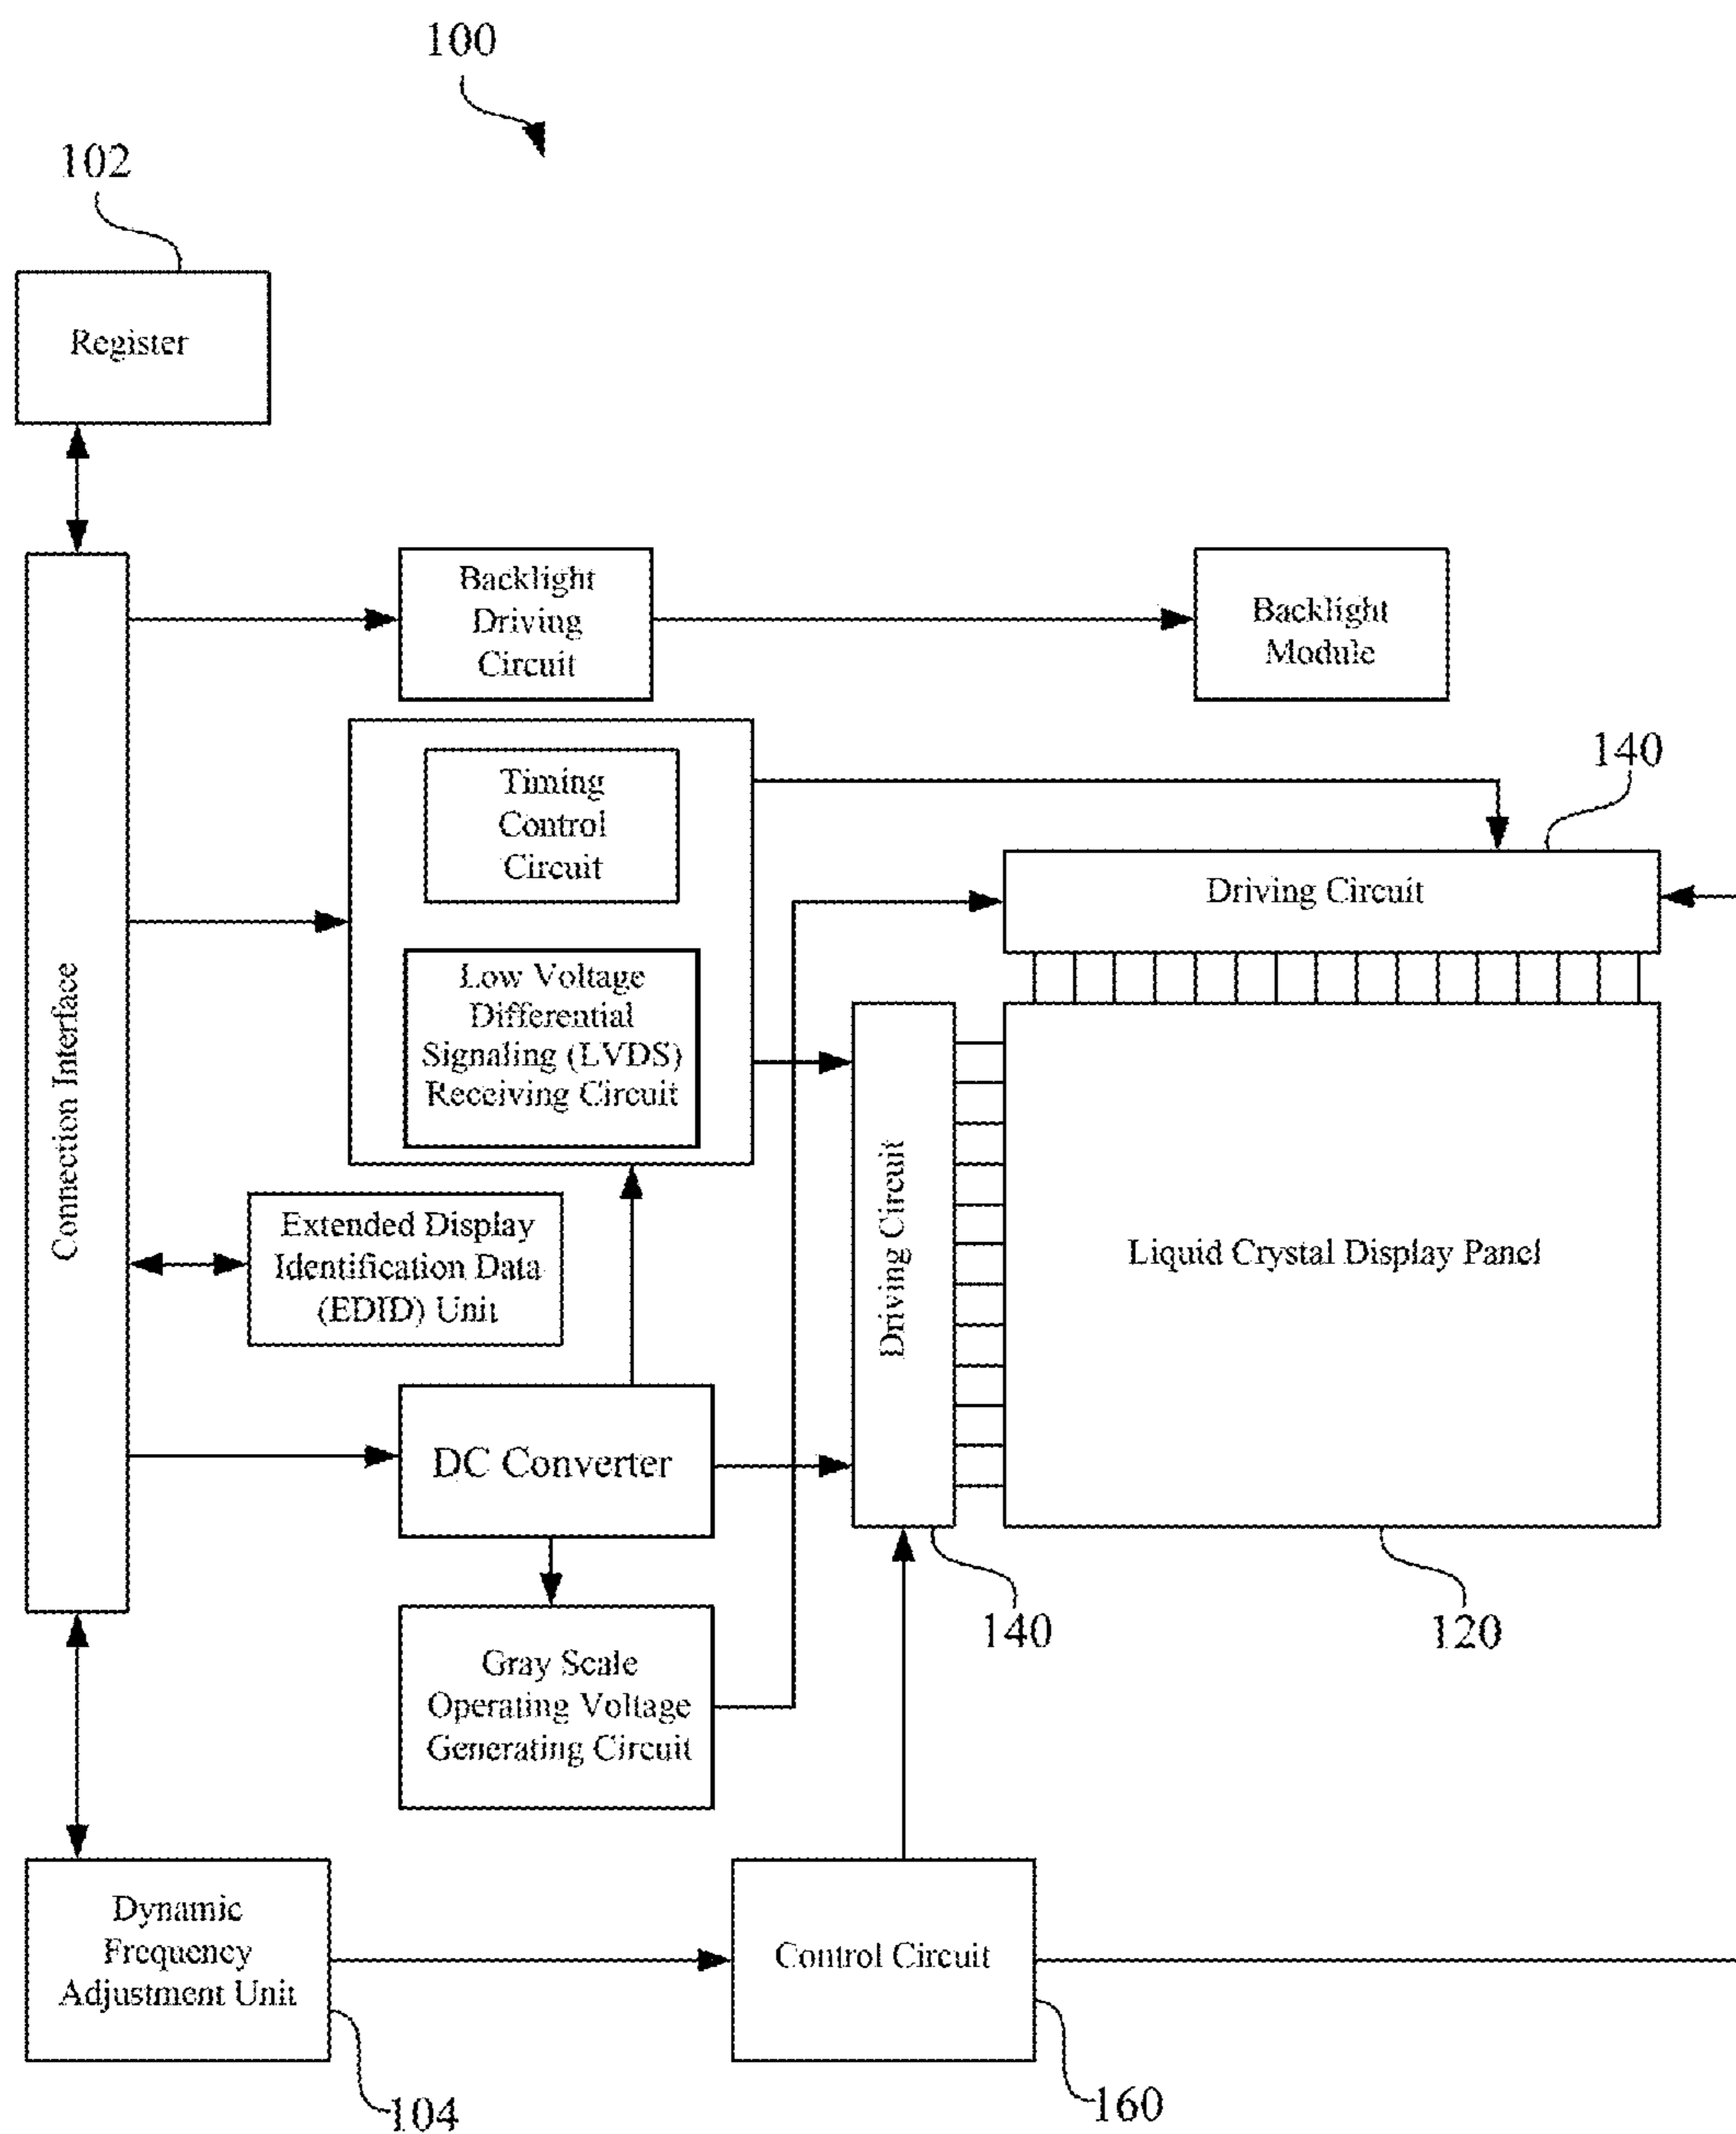 100
102
Register
Backlight
Driving
Circuit
Backlight
Module
140
Timing
Control
Circuit
Driving Circuit
Low Voltage
Differential
Signaling (LVDS)
Receiving Circuit
Connection Interface
Extended Display
Identification Data
(EDID) Unit
Driving Circuit
Liquid Crystal Display Panel
DC Converter
140
120
Gray Scale
Operating Voltage
Generating Circuit
Dynamic
Frequency
Adjustment Unit
Control Circuit
104
160